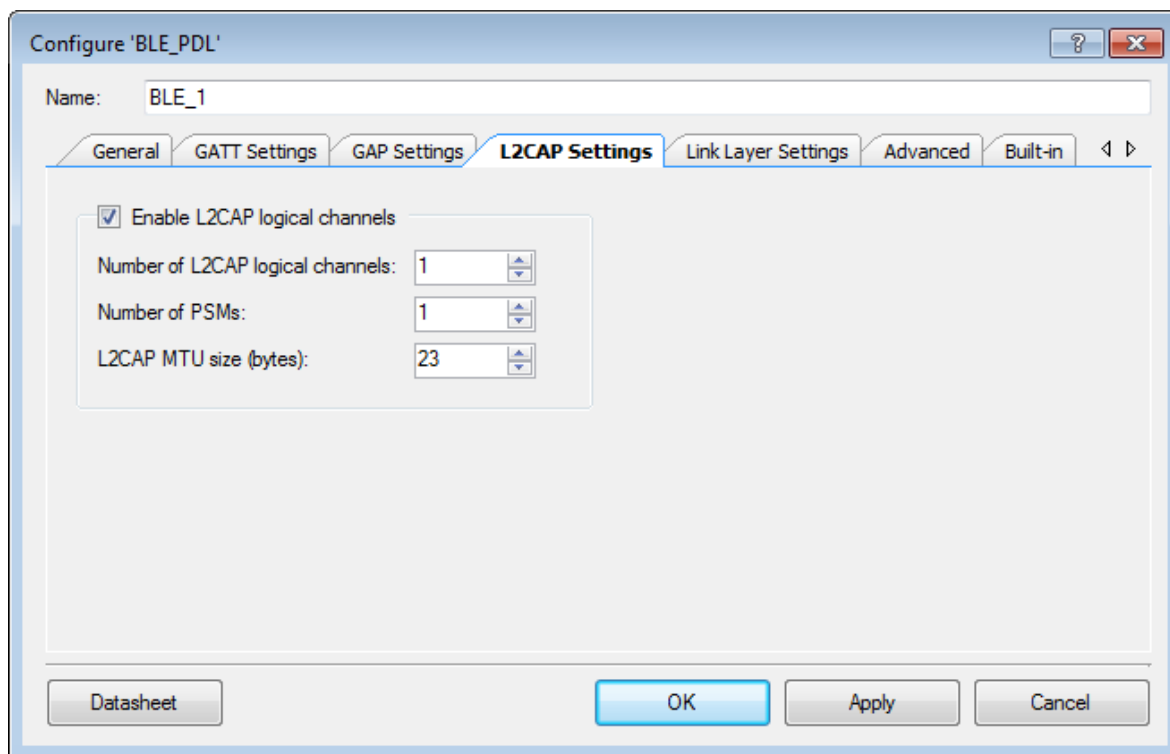 Configure 'BLE_PDL'
Name: BLE_1
General GATT Settings GAP Settings L2CAP Settings Link Layer Settings Advanced Built-in
Enable L2CAP logical channels
Number of L2CAP logical channels: 1
Number of PSMs: 1
L2CAP MTU size (bytes): 23
Datasheet OK Apply Cancel